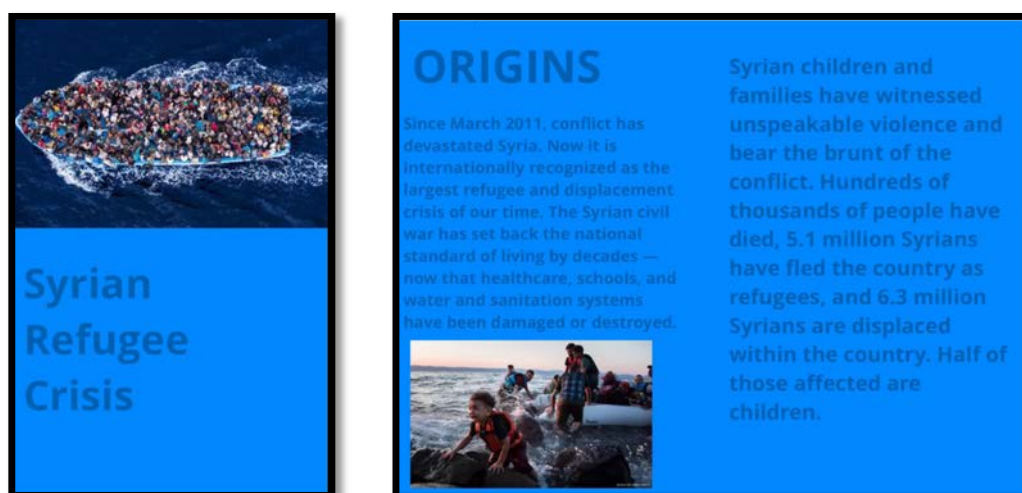 Syrian
Refugee
Crisis
ORIGINS
Since March 2011, conflict has
devastated Syria. Now it is
internationally recognized as the
largest refugee and displacement
crisis of our time. The Syrian civil
war has set back the national
standard of living by decades —
now that healthcare, schools, and
water and sanitation systems
have been damaged or destroyed.
Syrian children and
families have witnessed
unspeakable violence and
bear the brunt of the
conflict. Hundreds of
thousands of people have
died, 5.1 million Syrians
have fled the country as
refugees, and 6.3 million
Syrians are displaced
within the country. Half of
those affected are
children.